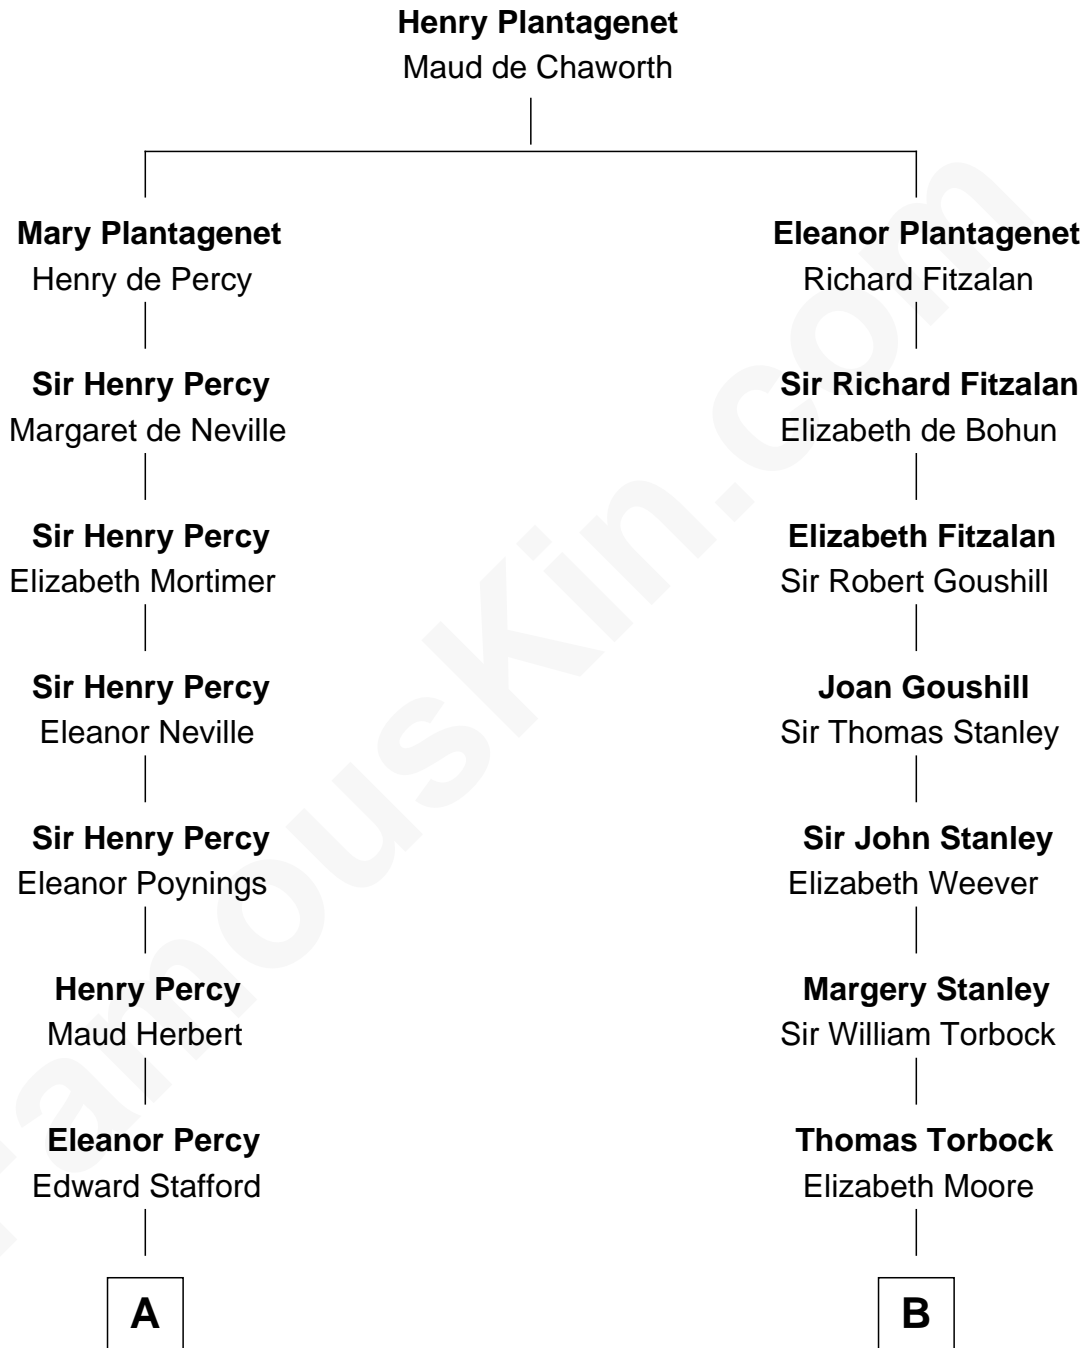 Henry Plantagenet
Maud de Chaworth
Mary Plantagenet
Henry de Percy
Eleanor Plantagenet
Richard Fitzalan
Sir Henry Percy
Margaret de Neville
Sir Richard Fitzalan
Elizabeth de Bohun
Sir Henry Percy
Elizabeth Mortimer
Elizabeth Fitzalan
Sir Robert Goushill
Sir Henry Percy
Eleanor Neville
Joan Goushill
Sir Thomas Stanley
Sir Henry Percy
Eleanor Poynings
Sir John Stanley
Elizabeth Weever
Henry Percy
Maud Herbert
Margery Stanley
Sir William Torbock
Eleanor Percy
Edward Stafford
Thomas Torbock
Elizabeth Moore
A
B
FamousKin.com